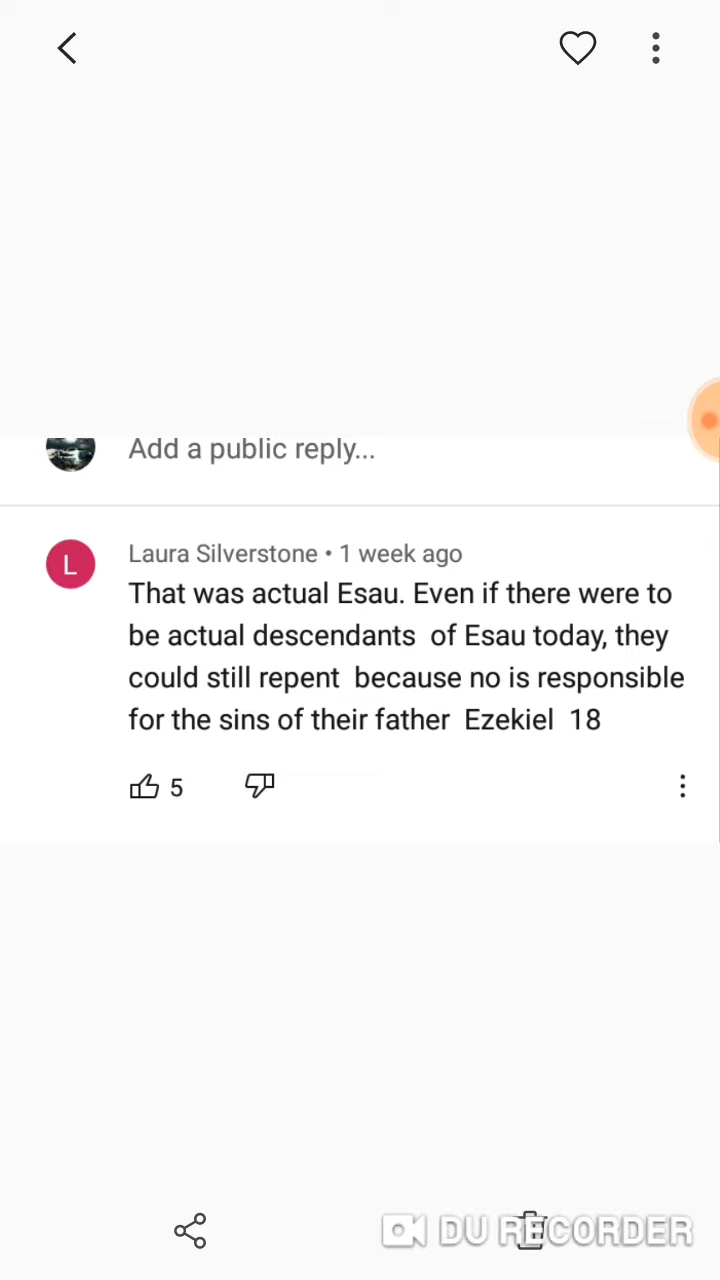 Add a public reply...
L
Laura Silverstone • 1 week ago
That was actual Esau. Even if there were to
be actual descendants  of Esau today, they
could still repent  because no is responsible
for the sins of their father  Ezekiel  18
5
DU RECORDER